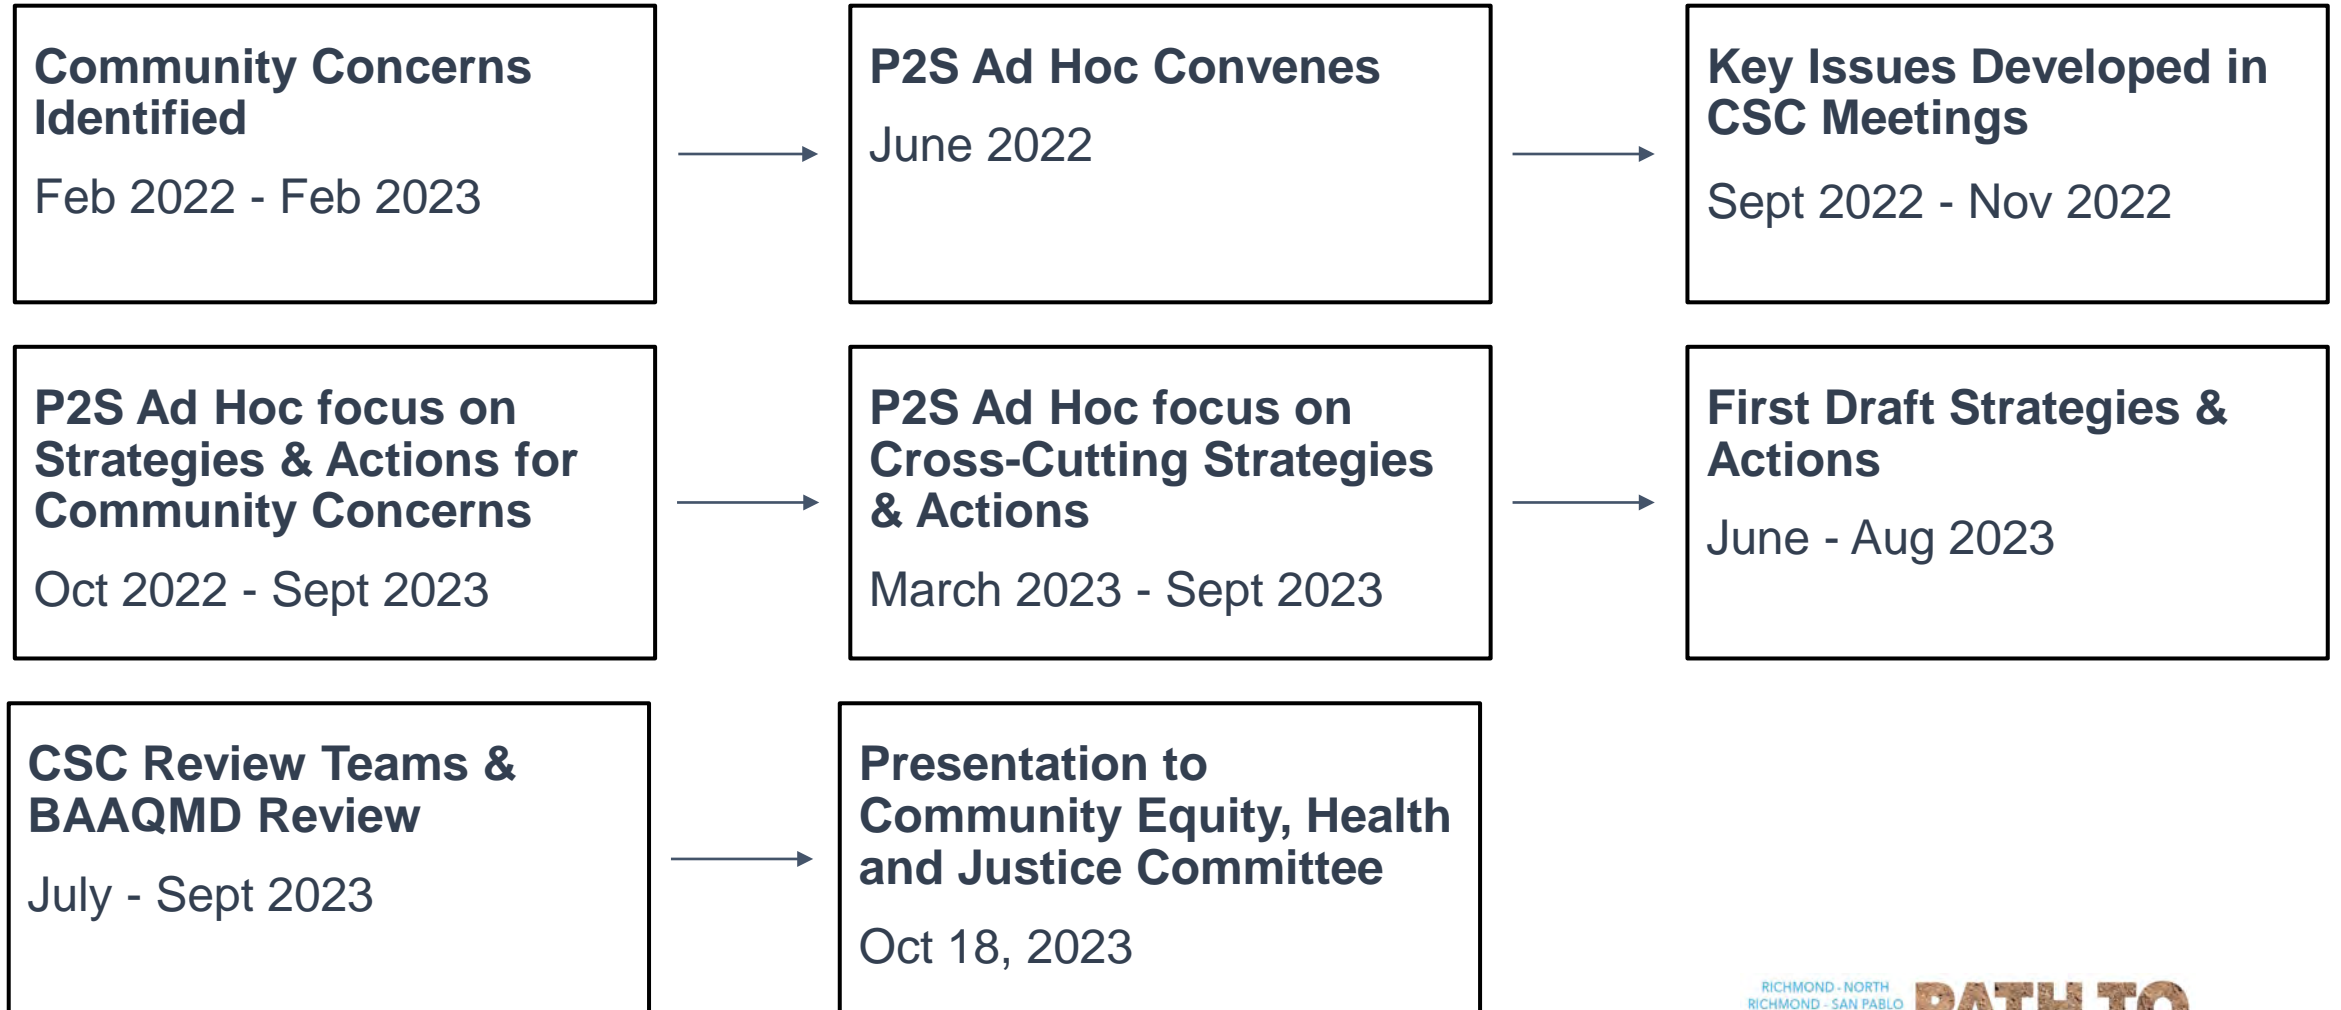 Community Concerns
Identified
Feb 2022 - Feb 2023
P2S Ad Hoc Convenes
June 2022
Key Issues Developed in
CSC Meetings
Sept 2022 - Nov 2022
P2S Ad Hoc focus on
Strategies & Actions for
Community Concerns
Oct 2022 - Sept 2023
P2S Ad Hoc focus on
Cross-Cutting Strategies
& Actions
March 2023 - Sept 2023
First Draft Strategies &
Actions
June - Aug 2023
CSC Review Teams &
BAAQMD Review
July - Sept 2023
Presentation to
Community Equity, Health
and Justice Committee
Oct 18, 2023
RICHMOND - NORTH
RICHMOND - SAN PABLO
PATH TO